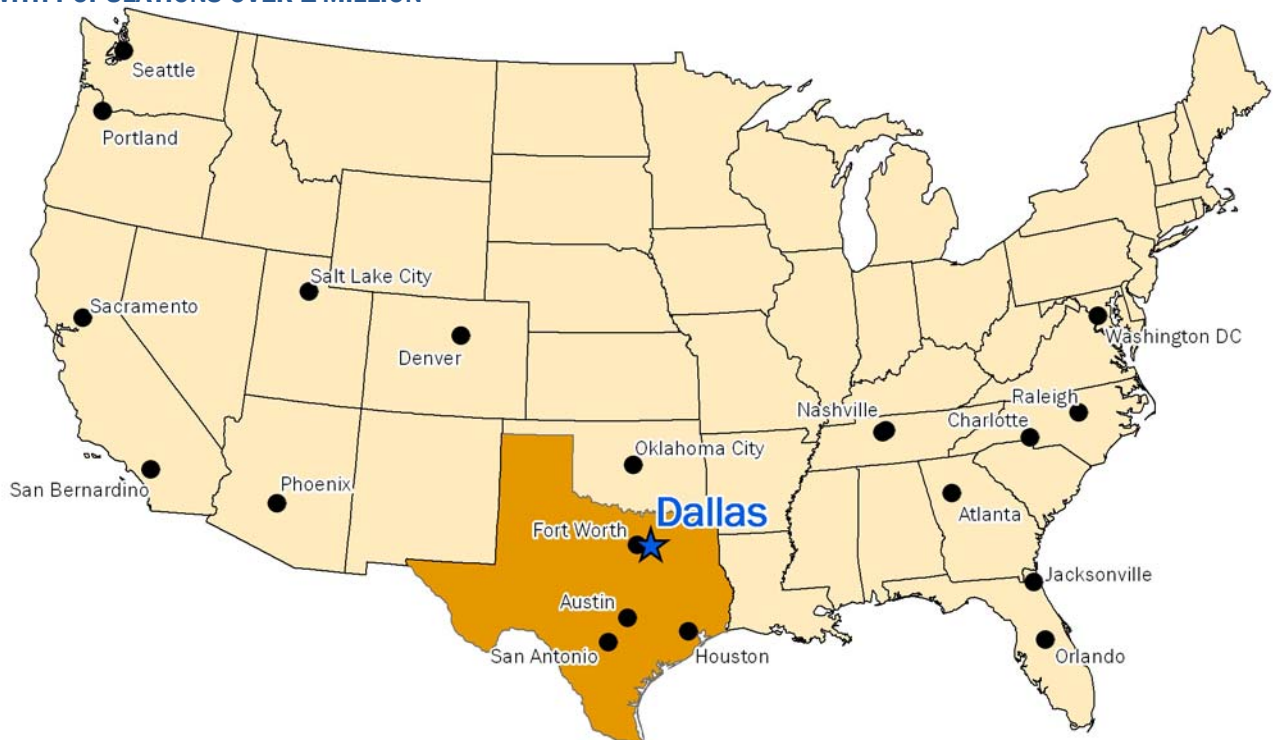 Seattle
Portland
Salt Lake City
Sacramento
Washington DC
Denver
Raleigh
Nashville
Charlotte
Oklahoma City
San Bernardino
Phoenix
Dallas
Atlanta
Fort Worth
Jacksonville
Austin
San Antonio
Houston
Orlando